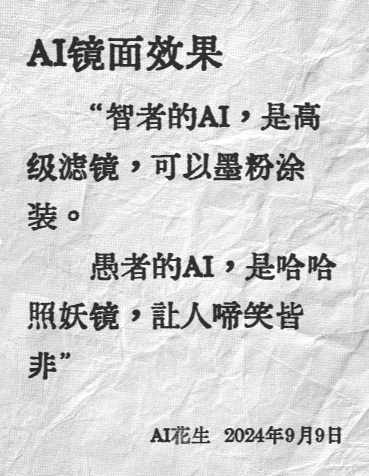 AI镜面效果
“智者的AI，是高
级滤镜，可以墨粉涂
装。
愚者的AI，是哈哈
照妖镜，讓人啼笑皆
非”
AI花生 2024年9月9日